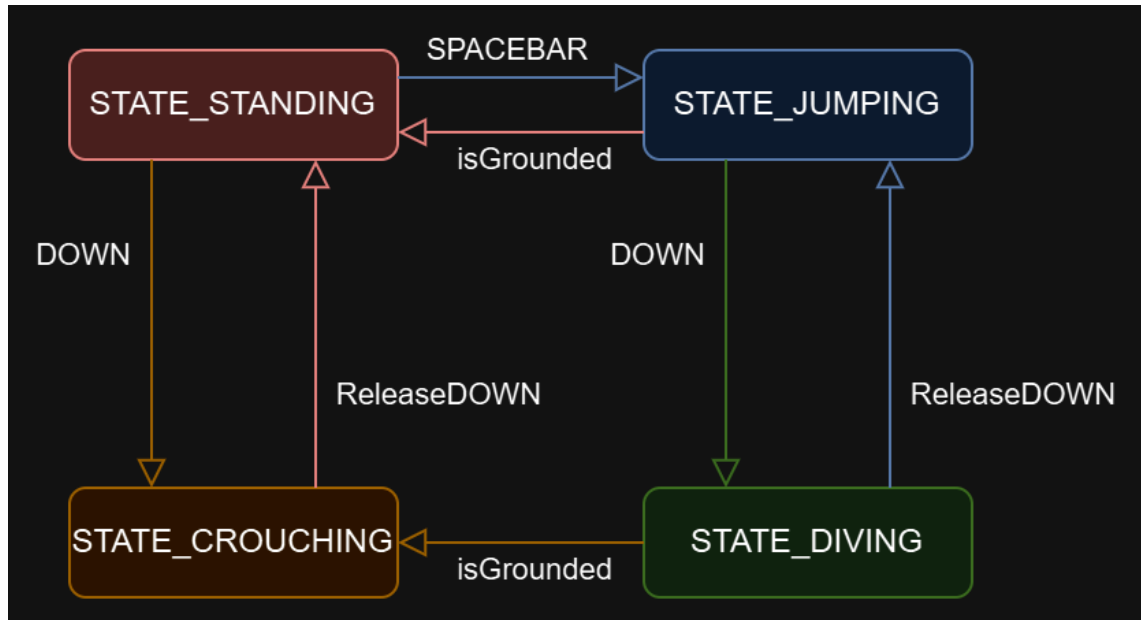 SPACEBAR
STATE_STANDING
STATE_JUMPING
isGrounded
DOWN
DOWN
ReleaseDOWN
ReleaseDOWN
STATE_CROUCHING
STATE_DIVING
isGrounded